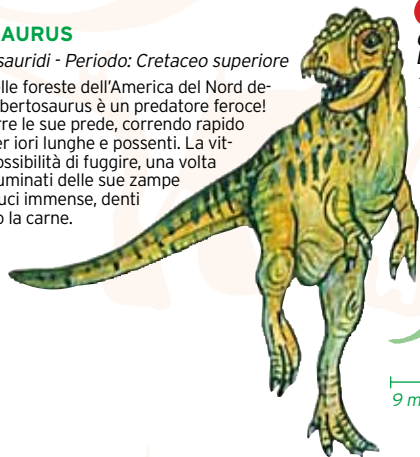 AURUS
sauridi - Periodo: Cretaceo superiore
elle foreste dell'America del Nord de-
bertosaurus è un predatore feroce!
rre le sue prede, correndo rapido
er iori lunghe e possenti. La vit-
ossibilità di fuggire, una volta
uminati delle sue zampe
uci immense, denti
o la carne.
9 m